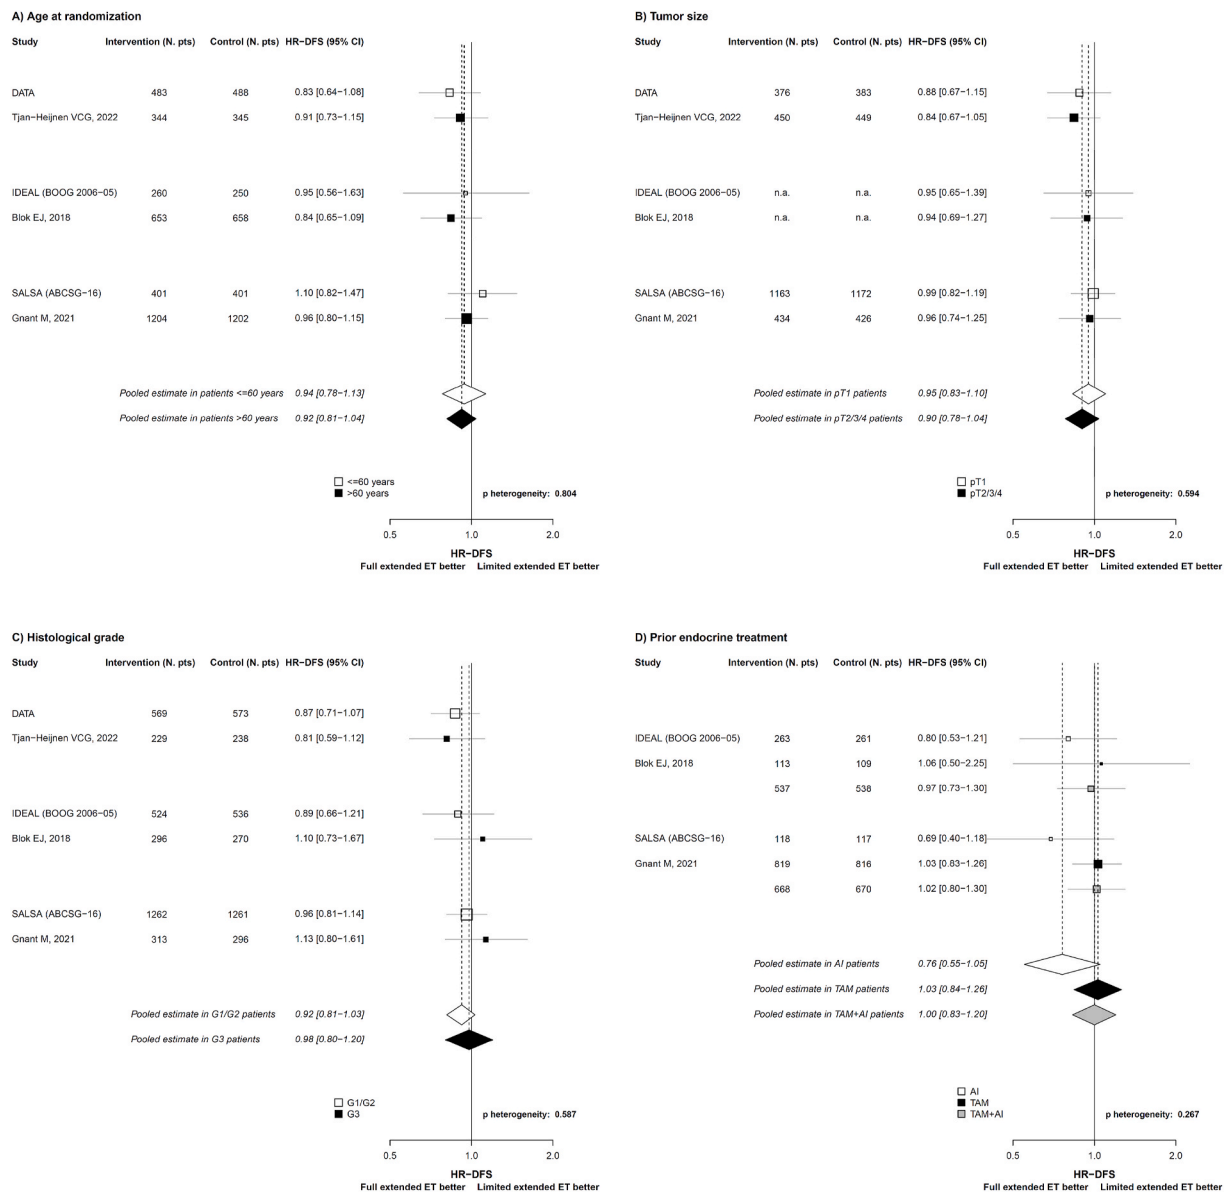 A) Age at randomization
Study Intervention (N. pts) Control (N. pts) HR−DFS (95% CI)
DATA 483 488 0.83 [0.64−1.08]
Tjan−Heijnen VCG, 2022 344 345 0.91 [0.73−1.15]
IDEAL (BOOG 2006−05) 260 250 0.95 [0.56−1.63]
Blok EJ, 2018 653 658 0.84 [0.65−1.09]
SALSA (ABCSG−16) 401 401 1.10 [0.82−1.47]
Gnant M, 2021 1204 1202 0.96 [0.80−1.15]
Pooled estimate in patients <=60 years 0.94 [0.78−1.13]
Pooled estimate in patients >60 years 0.92 [0.81−1.04]
<=60 years
>60 years
p heterogeneity: 0.804
0.5 1.0 2.0
HR−DFS
Full extended ET better Limited extended ET better
B) Tumor size
Study Intervention (N. pts) Control (N. pts) HR−DFS (95% CI)
DATA 376 383 0.88 [0.67−1.15]
Tjan−Heijnen VCG, 2022 450 449 0.84 [0.67−1.05]
IDEAL (BOOG 2006−05) n.a. n.a. 0.95 [0.65−1.39]
Blok EJ, 2018 n.a. n.a. 0.94 [0.69−1.27]
SALSA (ABCSG−16) 1163 1172 0.99 [0.82−1.19]
Gnant M, 2021 434 426 0.96 [0.74−1.25]
Pooled estimate in pT1 patients 0.95 [0.83−1.10]
Pooled estimate in pT2/3/4 patients 0.90 [0.78−1.04]
pT1
pT2/3/4
p heterogeneity: 0.594
0.5 1.0 2.0
HR−DFS
Full extended ET better Limited extended ET better
C) Histological grade
Study Intervention (N. pts) Control (N. pts) HR−DFS (95% CI)
DATA 569 573 0.87 [0.71−1.07]
Tjan−Heijnen VCG, 2022 229 238 0.81 [0.59−1.12]
IDEAL (BOOG 2006−05) 524 536 0.89 [0.66−1.21]
Blok EJ, 2018 296 270 1.10 [0.73−1.67]
SALSA (ABCSG−16) 1262 1261 0.96 [0.81−1.14]
Gnant M, 2021 313 296 1.13 [0.80−1.61]
Pooled estimate in G1/G2 patients 0.92 [0.81−1.03]
Pooled estimate in G3 patients 0.98 [0.80−1.20]
G1/G2
G3
p heterogeneity: 0.587
0.5 1.0 2.0
HR−DFS
Full extended ET better Limited extended ET better
D) Prior endocrine treatment
Study Intervention (N. pts) Control (N. pts) HR−DFS (95% CI)
IDEAL (BOOG 2006−05) 263 261 0.80 [0.53−1.21]
Blok EJ, 2018 113 109 1.06 [0.50−2.25]
537 538 0.97 [0.73−1.30]
SALSA (ABCSG−16) 118 117 0.69 [0.40−1.18]
Gnant M, 2021 819 816 1.03 [0.83−1.26]
668 670 1.02 [0.80−1.30]
Pooled estimate in AI patients 0.76 [0.55−1.05]
Pooled estimate in TAM patients 1.03 [0.84−1.26]
Pooled estimate in TAM+AI patients 1.00 [0.83−1.20]
AI
TAM
TAM+AI
p heterogeneity: 0.267
0.5 1.0 2.0
HR−DFS
Full extended ET better Limited extended ET better